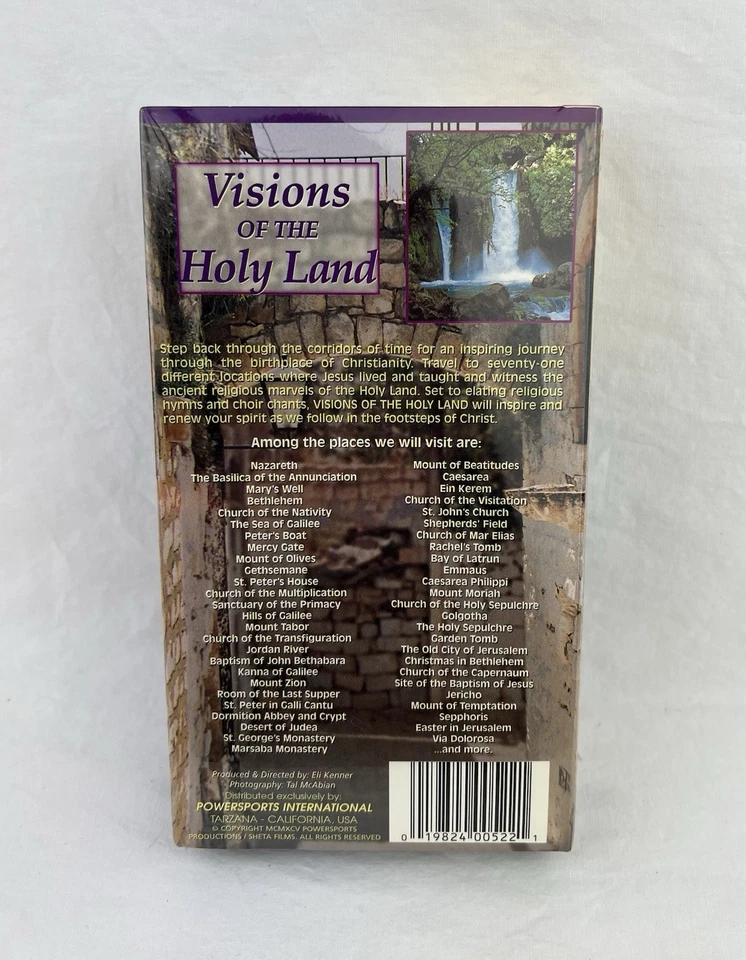 Visions
OF THE
Holy Land
Step back through the corridors of time for an inspiring journey
through the birthplace of Christianity. Travel to seventy-one
different locations where Jesus lived and taught and witness the
ancient religious marvels of the Holy Land. Set to elating religious
hymns and choir chants, VISIONS OF THE HOLY LAND will inspire and
renew your spirit as we follow in the footsteps of Christ.
Among the places we will visit are:
Nazareth
The Basilica of the Annunciation
Mary's Well
Bethlehem
Church of the Nativity
The Sea of Galilee
Peter's Boat
Mercy Gate
Mount of Olives
Gethsemane
St. Peter's House
Church of the Multiplication
Sanctuary of the Primacy
Hills of Galilee
Mount Tabor
Church of the Transfiguration
Jordan River
Baptism of John Bethabara
Kanna of Galilee
Mount Zion
Room of the Last Supper
St. Peter in Galli Cantu
Dormition Abbey and Crypt
Desert of Judea
St. George's Monastery
Marsaba Monastery
Mount of Beatitudes
Caesarea
Ein Kerem
Church of the Visitation
St. John's Church
Shepherds' Field
Church of Mar Elias
Rachel's Tomb
Bay of Latrun
Emmaus
Caesarea Philippi
Mount Moriah
Church of the Holy Sepulchre
Golgotha
The Holy Sepulchre
Garden Tomb
The Old City of Jerusalem
Christmas in Bethlehem
Church of the Capernaum
Site of the Baptism of Jesus
Jericho
Mount of Temptation
Sepphoris
Easter in Jerusalem
Via Dolorosa
...and more.
Produced & Directed by: Eli Kenner
Photography: Tal McAbian
Distributed exclusively by:
POWERSPORTS INTERNATIONAL
TARZANA - CALIFORNIA, USA
© COPYRIGHT MCMXCV POWERSPORTS
PRODUCTIONS / SHETA FILMS. ALL RIGHTS RESERVED
0 19824 00522 1